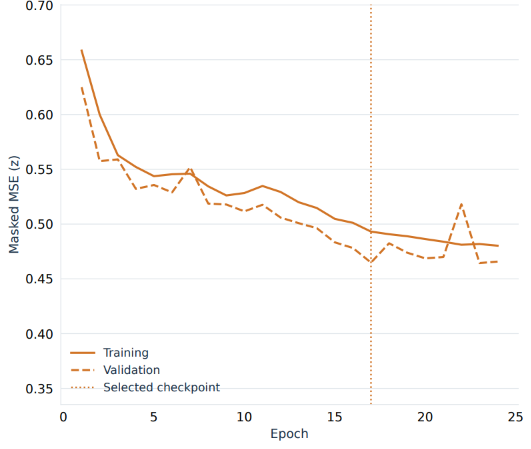 0.70
0.65
0.60
0.55
0.50
0.45
0.40
0.35
Masked MSE (z)
Training
Validation
Selected checkpoint
0 5 10 15 20 25
Epoch